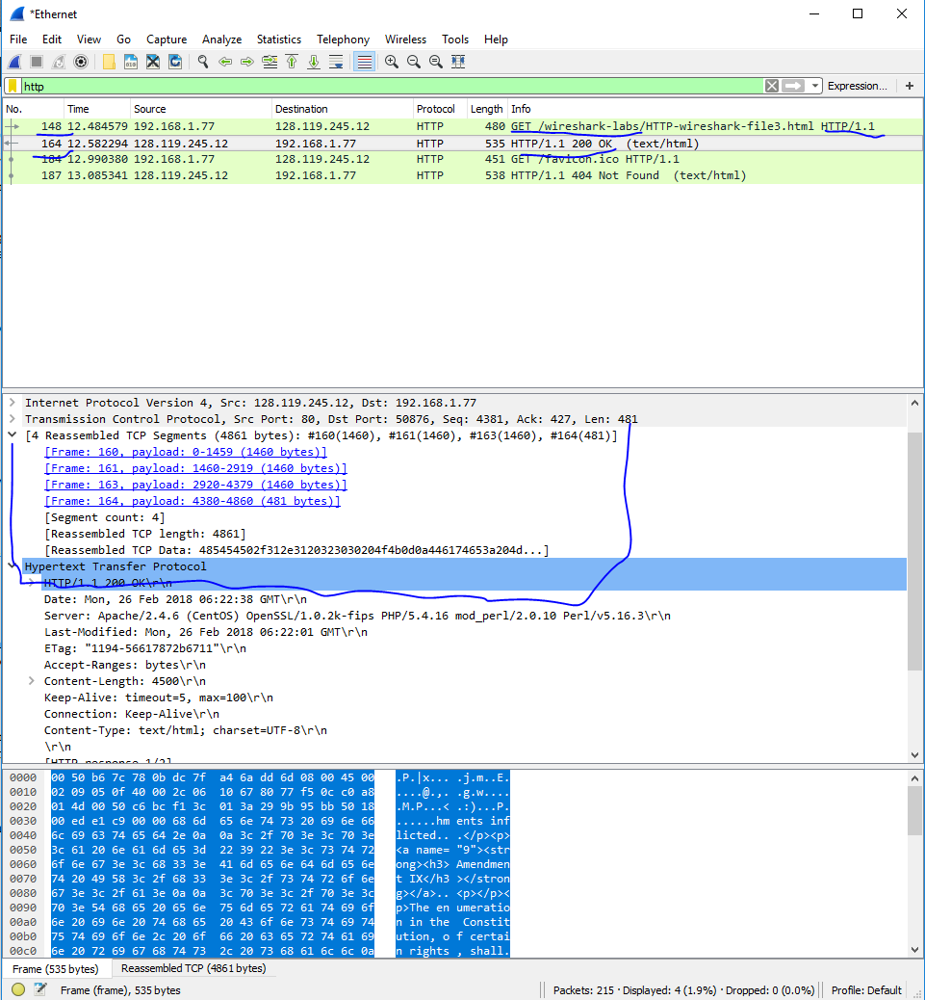 *Ethernet
File Edit View Go Capture Analyze Statistics Telephony Wireless Tools Help
http Expression... +
No. Time Source Destination Protocol Length Info
148 12.484579 192.168.1.77 128.119.245.12 HTTP 480 GET /wireshark-labs/HTTP-wireshark-file3.html HTTP/1.1
164 12.582294 128.119.245.12 192.168.1.77 HTTP 535 HTTP/1.1 200 OK (text/html)
184 12.990380 192.168.1.77 128.119.245.12 HTTP 451 GET /favicon.ico HTTP/1.1
187 13.085341 128.119.245.12 192.168.1.77 HTTP 538 HTTP/1.1 404 Not Found (text/html)
Internet Protocol Version 4, Src: 128.119.245.12, Dst: 192.168.1.77
Transmission Control Protocol, Src Port: 80, Dst Port: 50876, Seq: 4381, Ack: 427, Len: 481
[4 Reassembled TCP Segments (4861 bytes): #160(1460), #161(1460), #163(1460), #164(481)]
[Frame: 160, payload: 0-1459 (1460 bytes)]
[Frame: 161, payload: 1460-2919 (1460 bytes)]
[Frame: 163, payload: 2920-4379 (1460 bytes)]
[Frame: 164, payload: 4380-4860 (481 bytes)]
[Segment count: 4]
[Reassembled TCP length: 4861]
[Reassembled TCP Data: 485454502f312e3120323030204f4b0d0a446174653a204d...]
Hypertext Transfer Protocol
HTTP/1.1 200 OK\r\n
Date: Mon, 26 Feb 2018 06:22:38 GMT\r\n
Server: Apache/2.4.6 (CentOS) OpenSSL/1.0.2k-fips PHP/5.4.16 mod_perl/2.0.10 Perl/v5.16.3\r\n
Last-Modified: Mon, 26 Feb 2018 06:22:01 GMT\r\n
ETag: "1194-56617872b6711"\r\n
Accept-Ranges: bytes\r\n
Content-Length: 4500\r\n
Keep-Alive: timeout=5, max=100\r\n
Connection: Keep-Alive\r\n
Content-Type: text/html; charset=UTF-8\r\n
\r\n
[HTTP response 1/2]
0000 00 50 b6 7c 78 0b dc 7f a4 6a dd 6d 08 00 45 00 .P.|x... .j.m..E.
0010 02 09 05 0f 40 00 2c 06 10 67 80 77 f5 0c c0 a8 ....@.,. .g.w....
0020 01 4d 00 50 c6 bc f1 3c 01 3a 29 9b 95 bb 50 18 .M.P...< .:)...P.
0030 00 ed e1 c9 00 00 68 6d 65 6e 74 73 20 69 6e 66 ......hm ents inf
0040 6c 69 63 74 65 64 2e 0a 0a 3c 2f 70 3e 3c 70 3e licted.. .</p><p>
0050 3c 61 20 6e 61 6d 65 3d 22 39 22 3e 3c 73 74 72 <a name= "9"><str
0060 6f 6e 67 3e 3c 68 33 3e 41 6d 65 6e 64 6d 65 6e ong><h3> Amendmen
0070 74 20 49 58 3c 2f 68 33 3e 3c 2f 73 74 72 6f 6e t IX</h3 ></stron
0080 67 3e 3c 2f 61 3e 0a 0a 3c 70 3e 3c 2f 70 3e 3c g></a>.. <p></p><
0090 70 3e 54 68 65 20 65 6e 75 6d 65 72 61 74 69 6f p>The en umeratio
00a0 6e 20 69 6e 20 74 68 65 20 43 6f 6e 73 74 69 74 n in the Constit
00b0 75 74 69 6f 6e 2c 20 6f 66 20 63 65 72 74 61 69 ution, o f certai
00c0 6e 20 72 69 67 68 74 73 2c 20 73 68 61 6c 6c 0a n rights , shall.
Frame (535 bytes) Reassembled TCP (4861 bytes)
Frame (frame), 535 bytes Packets: 215 · Displayed: 4 (1.9%) · Dropped: 0 (0.0%) Profile: Default